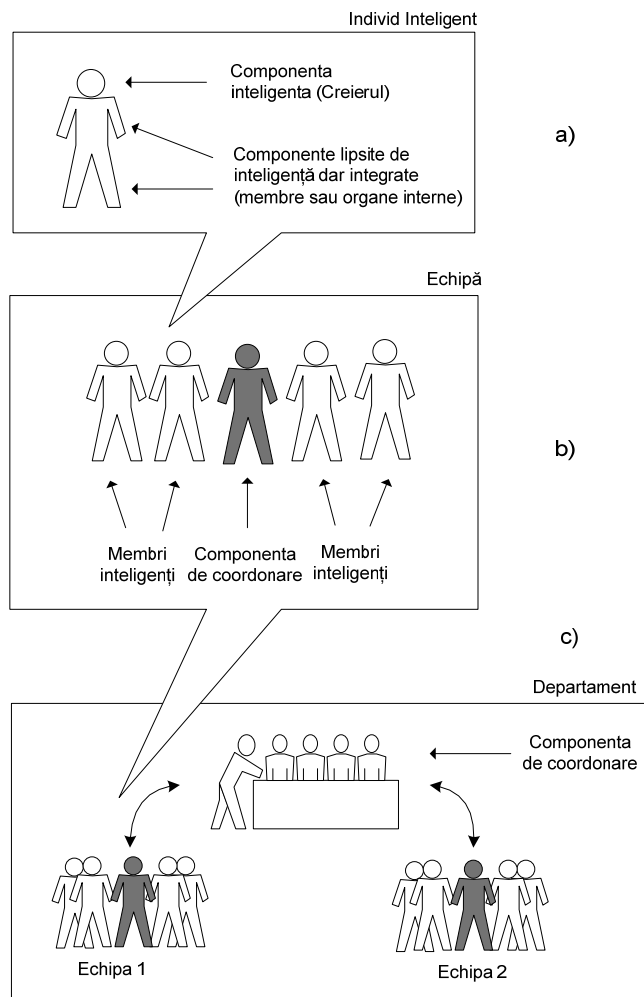 Individ Inteligent
Componenta
inteligenta (Creierul)
a)
Componente lipsite de
inteligență dar integrate
(membre sau organe interne)
Echipă
b)
Membri
inteligenți
Componenta
de coordonare
Membri
inteligenți
c)
Departament
Componenta
de coordonare
Echipa 1
Echipa 2